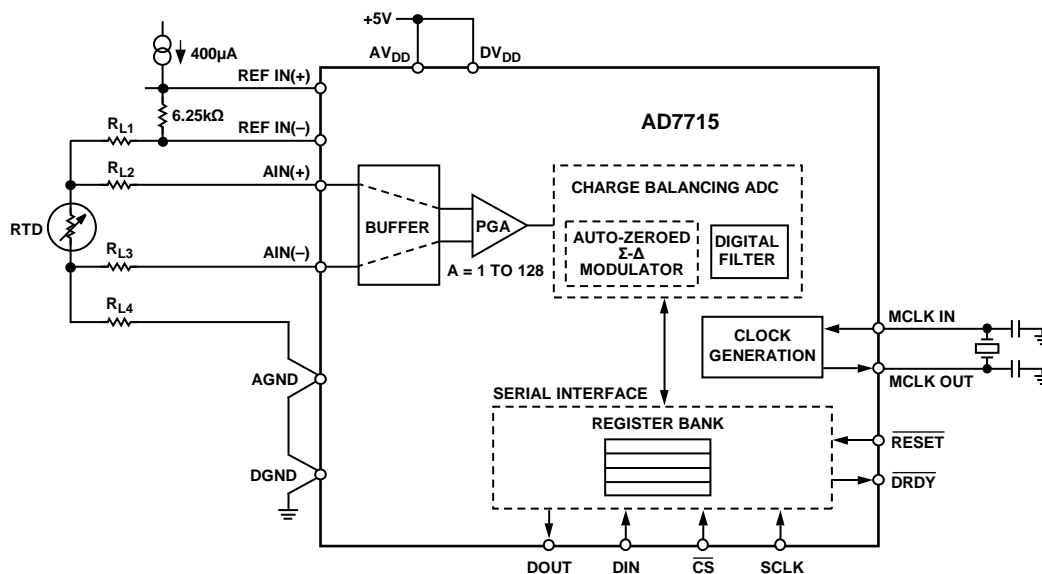 +5V
400µA
AV_DD
DV_DD
REF IN(+)
6.25kΩ
R_L1
REF IN(–)
AD7715
R_L2
AIN(+)
CHARGE BALANCING ADC
RTD
BUFFER
PGA
AUTO-ZEROED
Σ-Δ
MODULATOR
DIGITAL
FILTER
R_L3
AIN(–)
A = 1 TO 128
R_L4
MCLK IN
CLOCK
GENERATION
AGND
MCLK OUT
SERIAL INTERFACE
REGISTER BANK
RESET
DGND
DRDY
DOUT
DIN
CS
SCLK